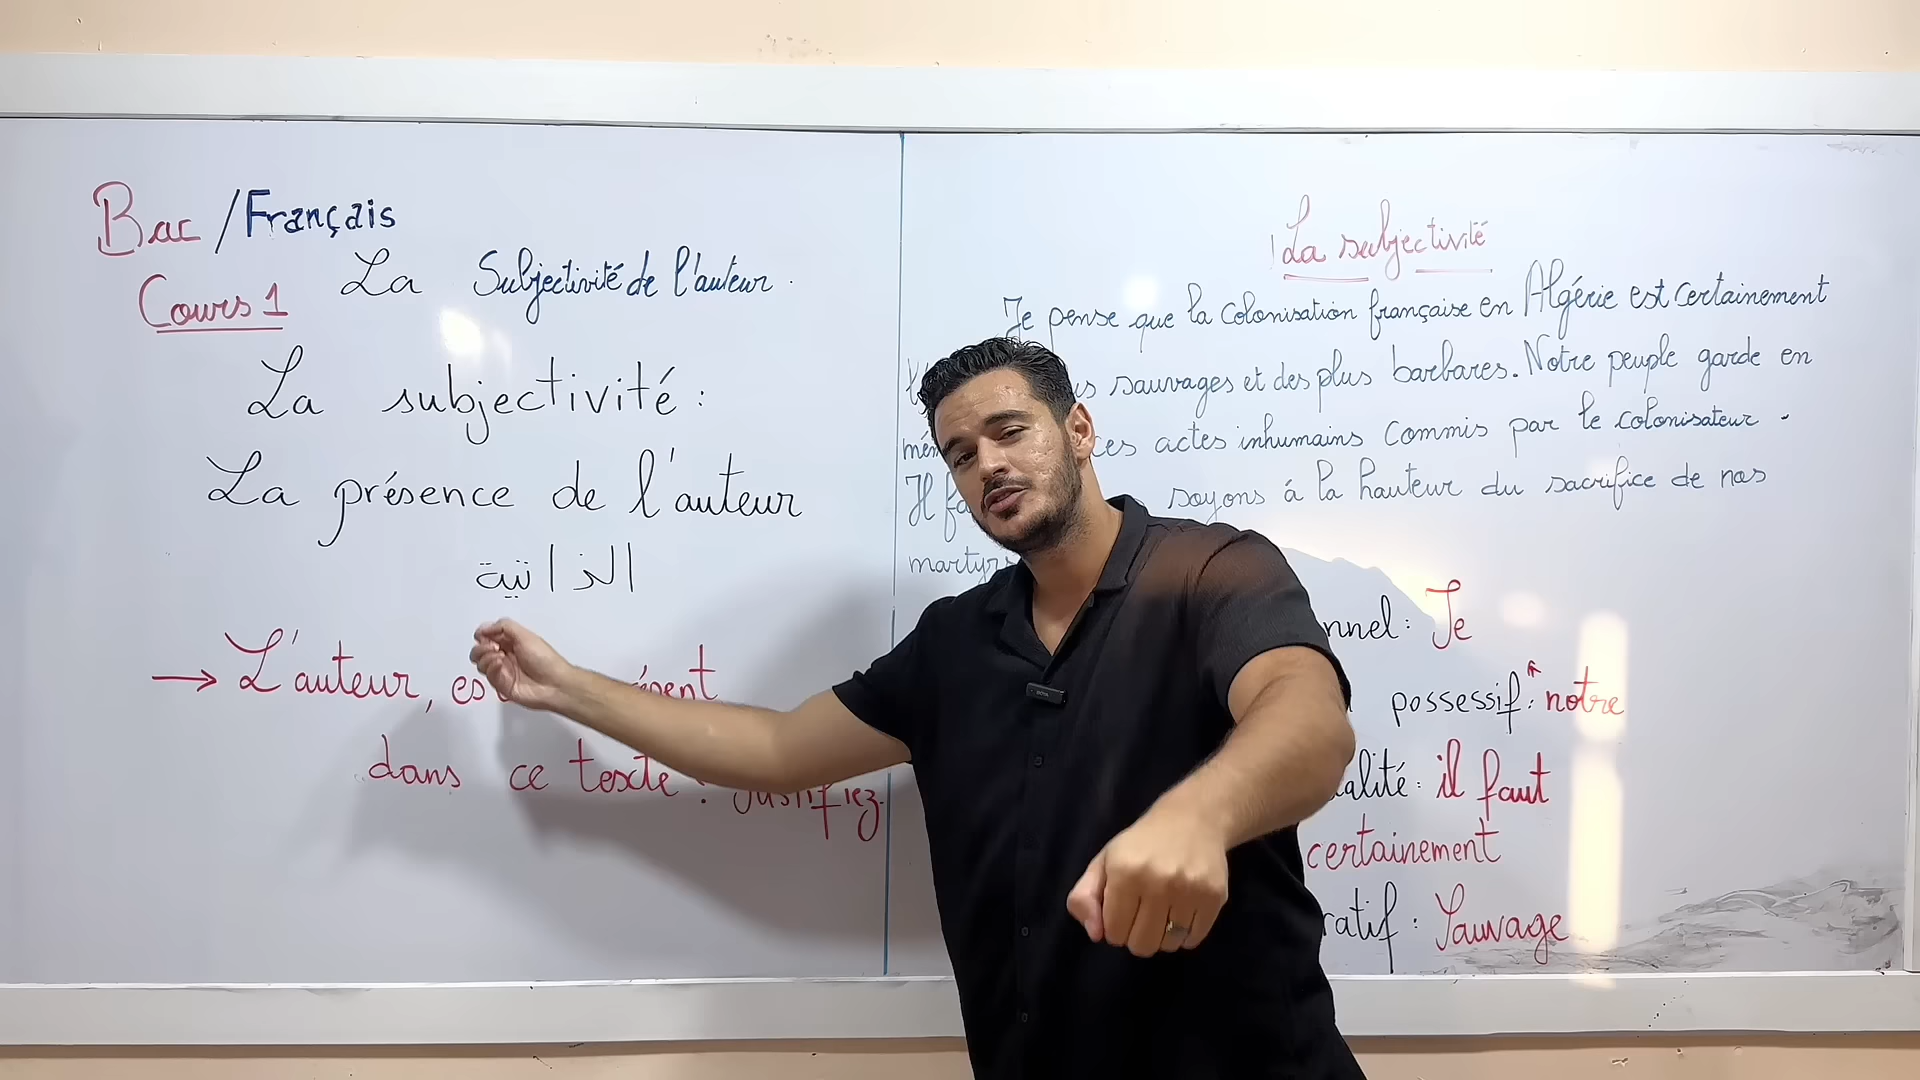 Bac / Français
Cours 1 La Subjectivité de l'auteur.
La subjectivité :
La présence de l'auteur
الذاتية
→ L'auteur, es
dans ce texte : Justifiez.
La subjectivité
Je pense que la colonisation française en Algérie est certainement
sauvages et des plus barbares. Notre peuple garde en
ces actes inhumains commis par le colonisateur.
Il soyons à la hauteur du sacrifice de nos
martyrs
Je
possessif : notre
il faut
certainement
Sauvage